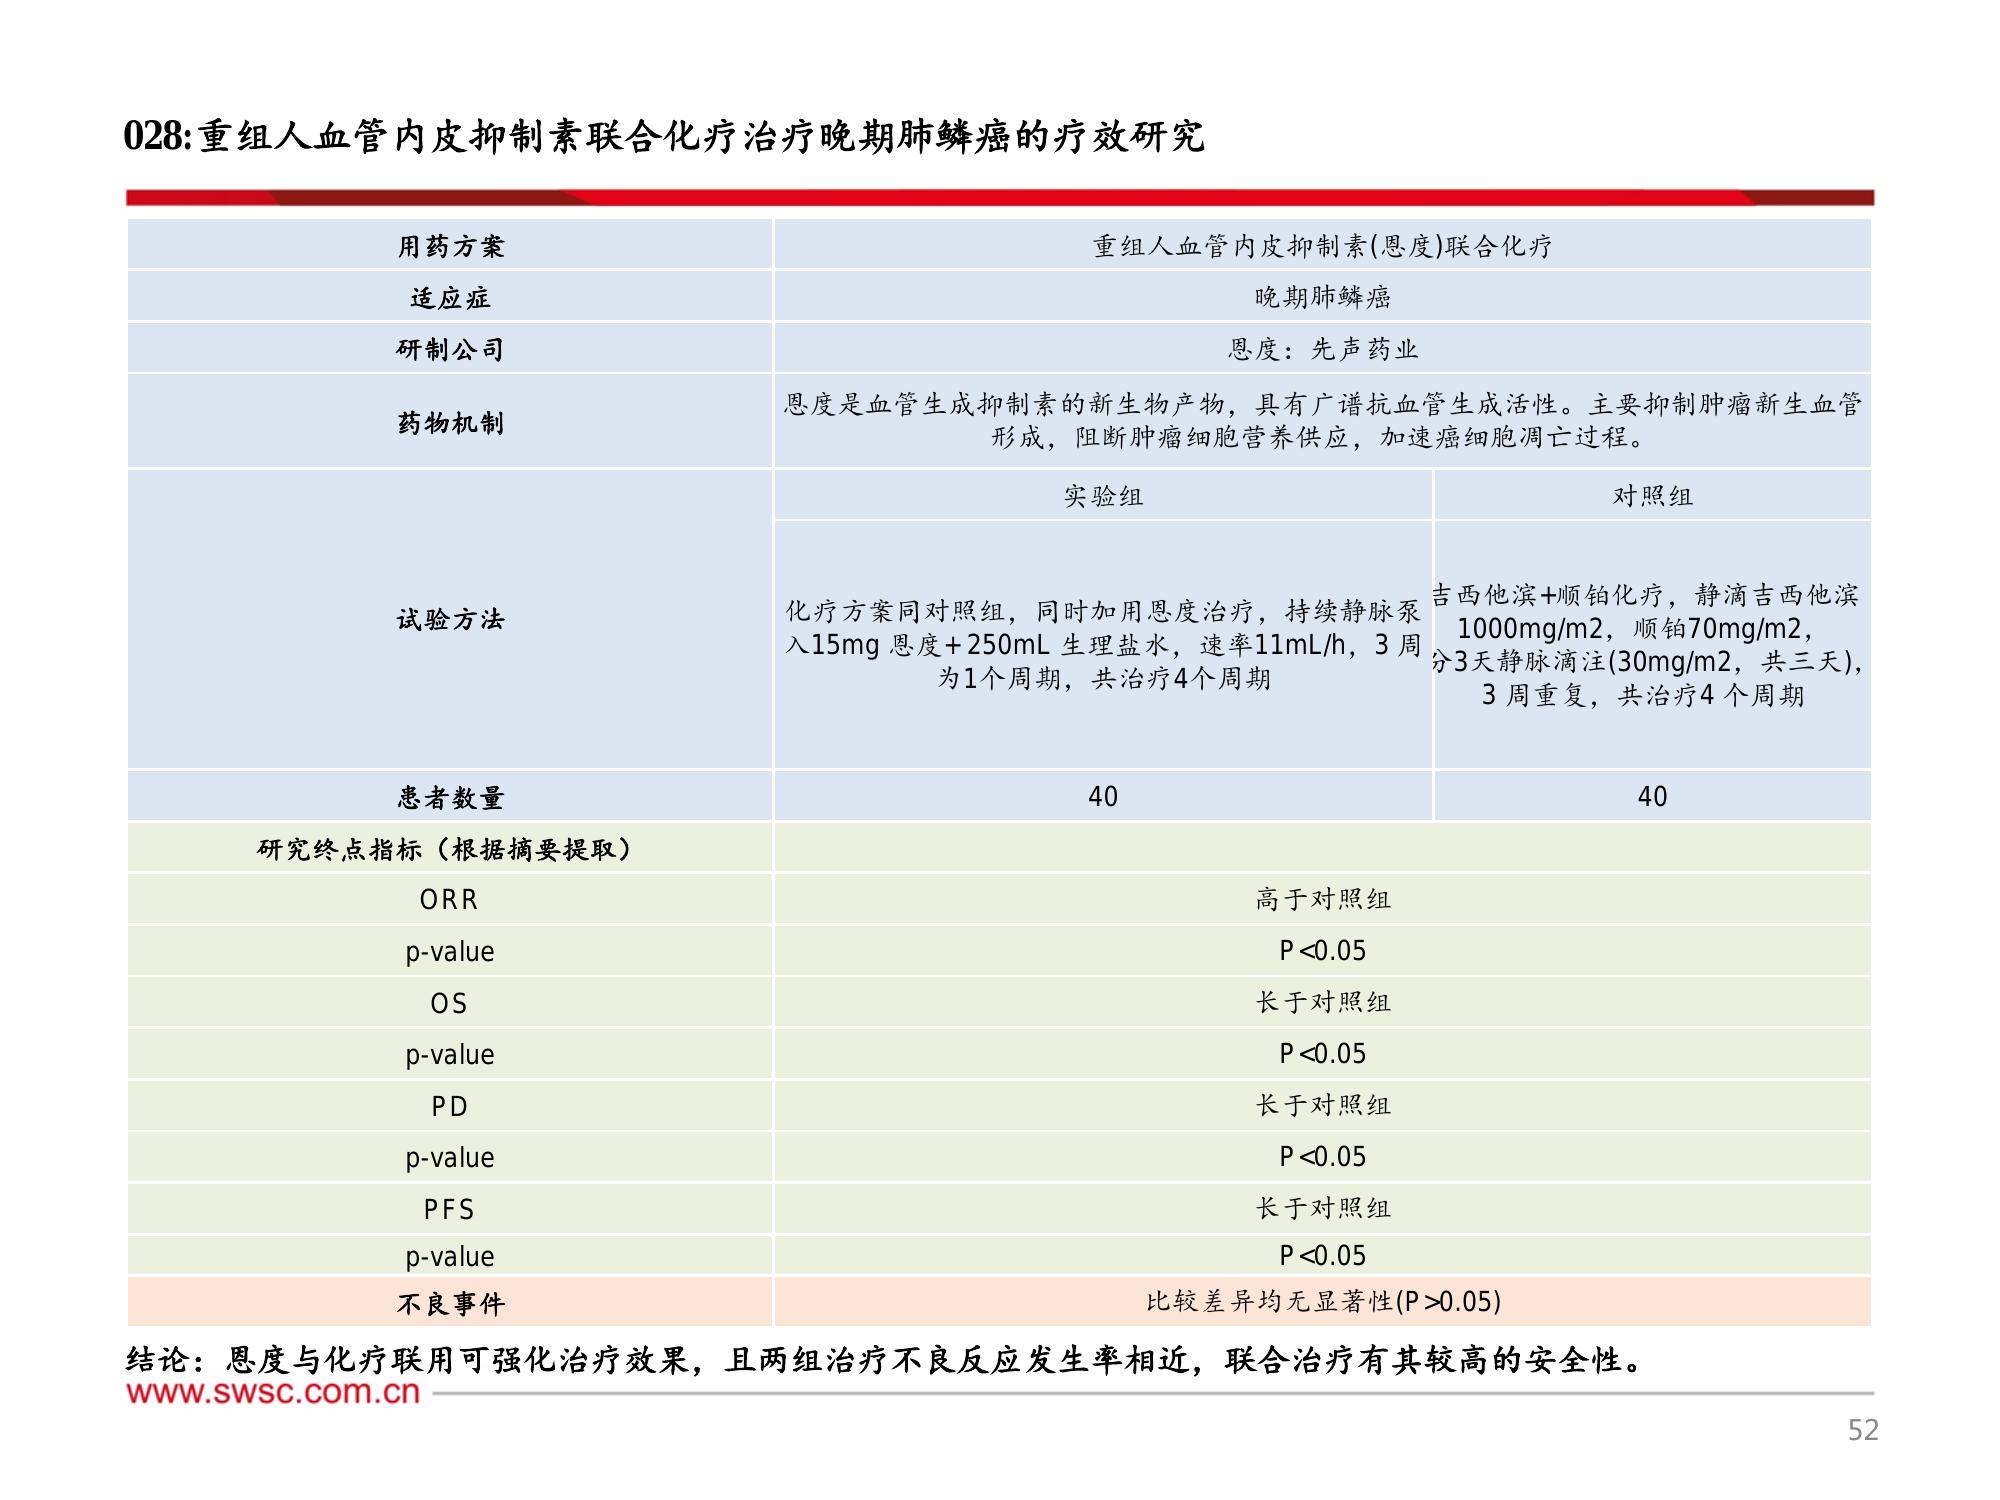 028:重组人血管内皮抑制素联合化疗治疗晚期肺鳞癌的疗效研究
用药方案
重组人血管内皮抑制素(恩度)联合化疗
适应症
晚期肺鳞癌
研制公司
恩度：先声药业
药物机制
恩度是血管生成抑制素的新生物产物，具有广谱抗血管生成活性。主要抑制肿瘤新生血管
形成，阻断肿瘤细胞营养供应，加速癌细胞凋亡过程。
试验方法
实验组
对照组
化疗方案同对照组，同时加用恩度治疗，持续静脉泵
入15mg 恩度+250mL 生理盐水，速率11mL/h，3 周
为1个周期，共治疗4个周期
吉西他滨+顺铂化疗，静滴吉西他滨
1000mg/m2，顺铂70mg/m2，
分3天静脉滴注(30mg/m2，共三天)，
3 周重复，共治疗4 个周期
患者数量
40
40
研究终点指标（根据摘要提取）
ORR
高于对照组
p-value
P<0.05
OS
长于对照组
p-value
P<0.05
PD
长于对照组
p-value
P<0.05
PFS
长于对照组
p-value
P<0.05
不良事件
比较差异均无显著性(P>0.05)
结论：恩度与化疗联用可强化治疗效果，且两组治疗不良反应发生率相近，联合治疗有其较高的安全性。
www.swsc.com.cn
52